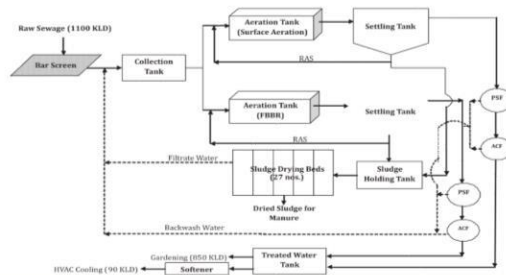 Raw Sewage (1100 KLD)
Bar Screen
Collection
Tank
Aeration Tank
(Surface Aeration)
Settling Tank
RAS
PSF
ACF
Aeration Tank
(FBBR)
Settling Tank
RAS
Filtrate Water
Sludge Drying Beds
(27 nos.)
Sludge
Holding Tank
PSF
Dried Sludge for
Manure
Backwash Water
ACF
Gardening (850 KLD)
Treated Water
Tank
HVAC Cooling (90 KLD)
Softener